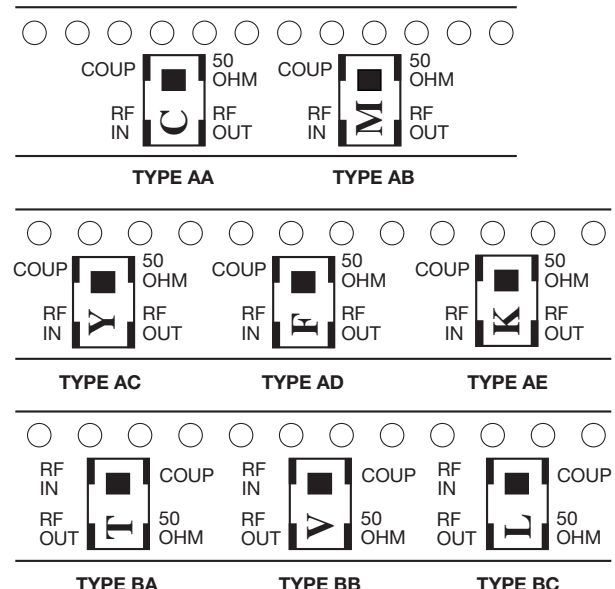 COUP 50 OHM COUP 50 OHM
C M
RF IN RF OUT RF IN RF OUT
TYPE AA TYPE AB
COUP 50 OHM COUP 50 OHM COUP 50 OHM
Y F K
RF IN RF OUT RF IN RF OUT RF IN RF OUT
TYPE AC TYPE AD TYPE AE
RF IN COUP RF IN COUP RF IN COUP
T V L
RF OUT 50 OHM RF OUT 50 OHM RF OUT 50 OHM
TYPE BA TYPE BB TYPE BC